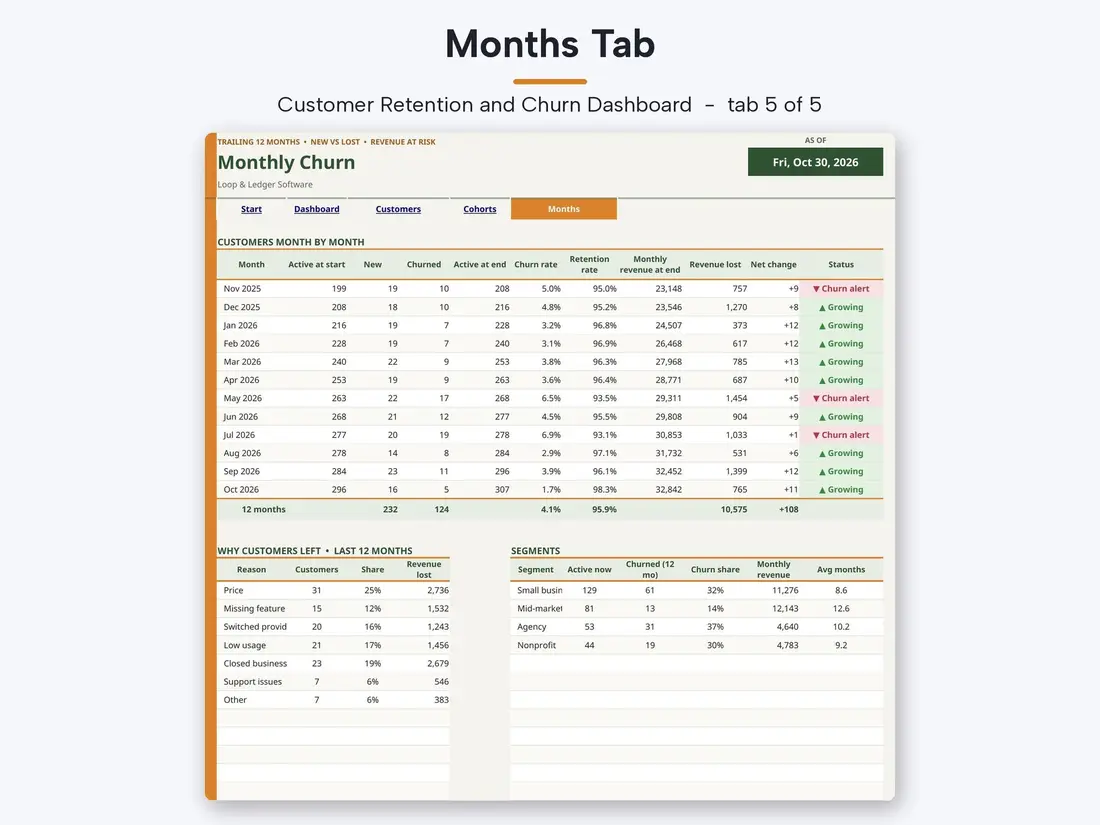 Months Tab
Customer Retention and Churn Dashboard - tab 5 of 5
TRAILING 12 MONTHS • NEW VS LOST • REVENUE AT RISK
AS OF
Monthly Churn
Fri, Oct 30, 2026
Loop & Ledger Software
Start Dashboard Customers Cohorts Months
CUSTOMERS MONTH BY MONTH
Month Active at start New Churned Active at end Churn rate Retention rate Monthly revenue at end Revenue lost Net change Status
Nov 2025 199 19 10 208 5.0% 95.0% 23,148 757 +9 ▼ Churn alert
Dec 2025 208 18 10 216 4.8% 95.2% 23,546 1,270 +8 ▲ Growing
Jan 2026 216 19 7 228 3.2% 96.8% 24,507 373 +12 ▲ Growing
Feb 2026 228 19 7 240 3.1% 96.9% 26,468 617 +12 ▲ Growing
Mar 2026 240 22 9 253 3.8% 96.3% 27,968 785 +13 ▲ Growing
Apr 2026 253 19 9 263 3.6% 96.4% 28,771 687 +10 ▲ Growing
May 2026 263 22 17 268 6.5% 93.5% 29,311 1,454 +5 ▼ Churn alert
Jun 2026 268 21 12 277 4.5% 95.5% 29,808 904 +9 ▲ Growing
Jul 2026 277 20 19 278 6.9% 93.1% 30,853 1,033 +1 ▼ Churn alert
Aug 2026 278 14 8 284 2.9% 97.1% 31,732 531 +6 ▲ Growing
Sep 2026 284 23 11 296 3.9% 96.1% 32,452 1,399 +12 ▲ Growing
Oct 2026 296 16 5 307 1.7% 98.3% 32,842 765 +11 ▲ Growing
12 months 232 124 4.1% 95.9% 10,575 +108
WHY CUSTOMERS LEFT • LAST 12 MONTHS
Reason Customers Share Revenue lost
Price 31 25% 2,736
Missing feature 15 12% 1,532
Switched provid 20 16% 1,243
Low usage 21 17% 1,456
Closed business 23 19% 2,679
Support issues 7 6% 546
Other 7 6% 383
SEGMENTS
Segment Active now Churned (12 mo) Churn share Monthly revenue Avg months
Small busin 129 61 32% 11,276 8.6
Mid-market 81 13 14% 12,143 12.6
Agency 53 31 37% 4,640 10.2
Nonprofit 44 19 30% 4,783 9.2